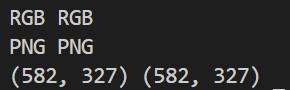 RGB RGB
PNG PNG
(582, 327) (582, 327)